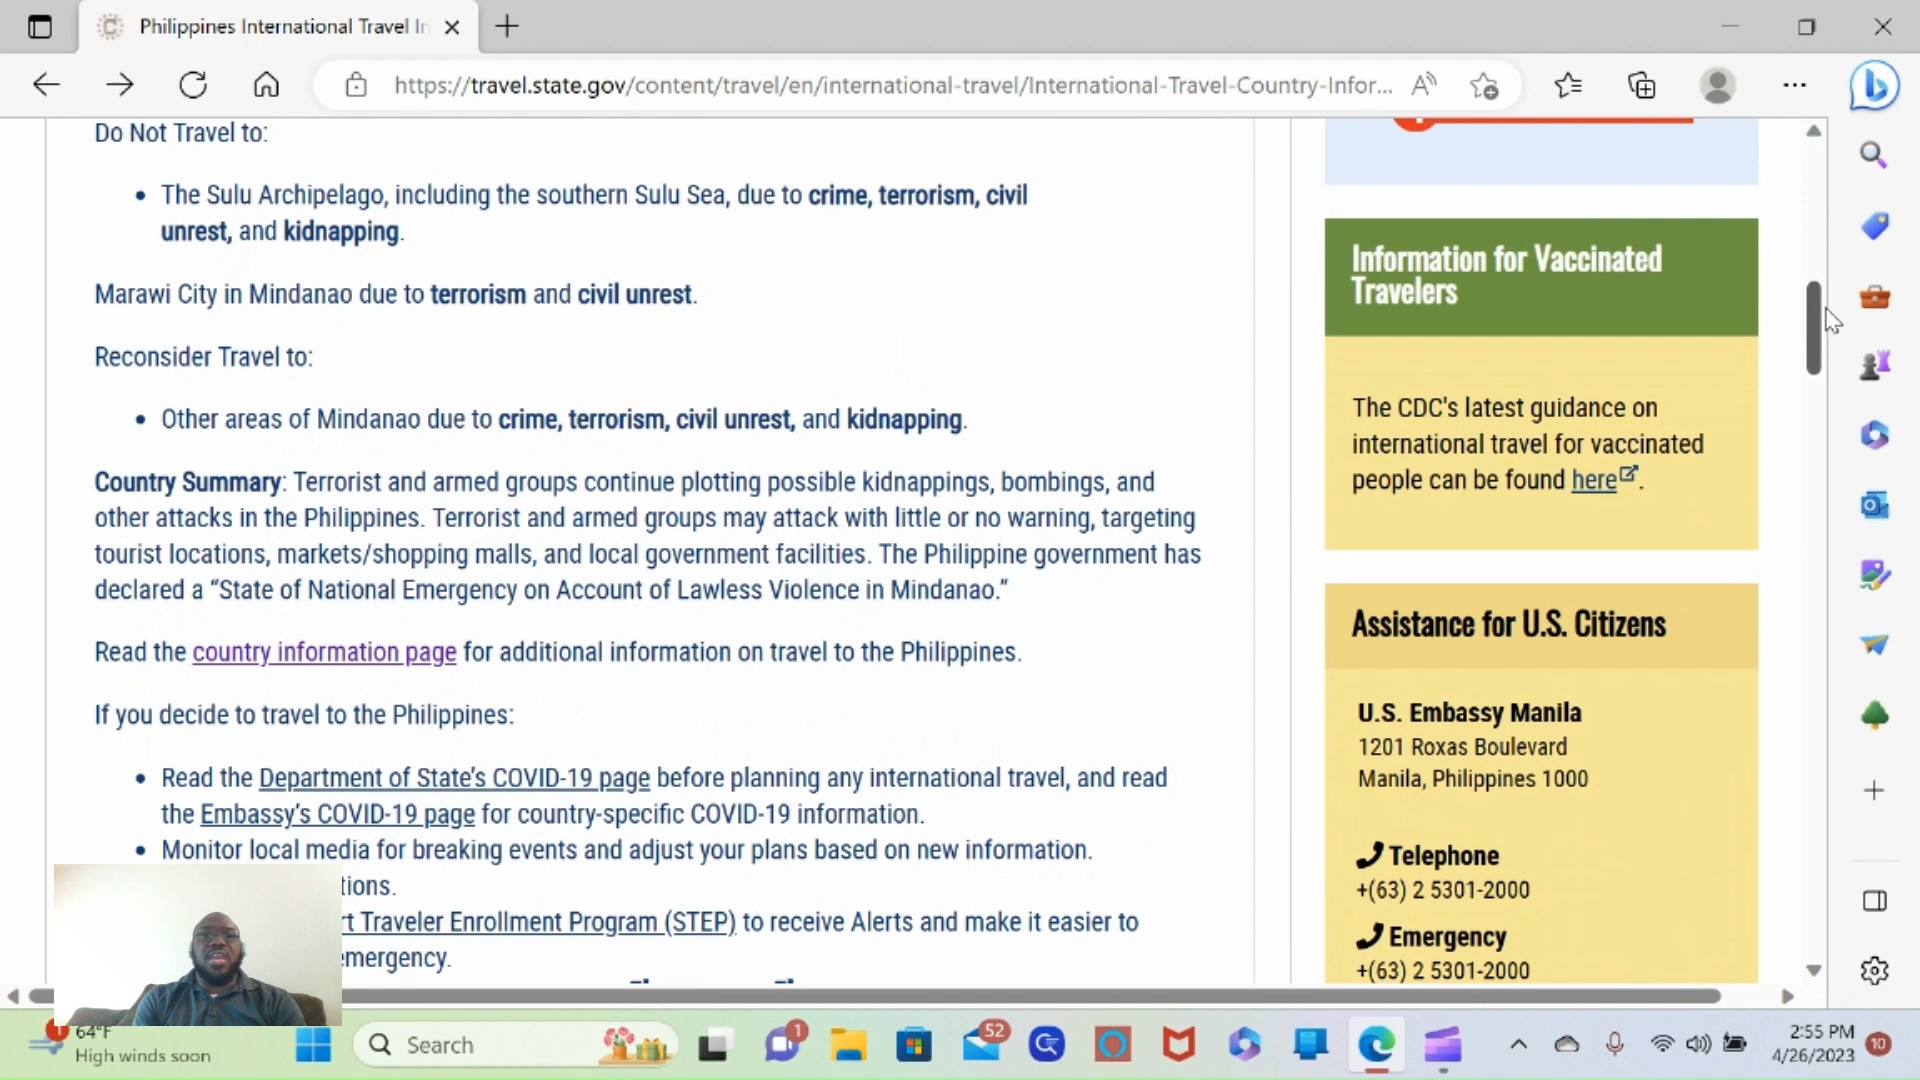 Philippines International Travel In
https://travel.state.gov/content/travel/en/international-travel/International-Travel-Country-Infor...
Do Not Travel to:
• The Sulu Archipelago, including the southern Sulu Sea, due to crime, terrorism, civil
unrest, and kidnapping.
Marawi City in Mindanao due to terrorism and civil unrest.
Reconsider Travel to:
• Other areas of Mindanao due to crime, terrorism, civil unrest, and kidnapping.
Country Summary: Terrorist and armed groups continue plotting possible kidnappings, bombings, and
other attacks in the Philippines. Terrorist and armed groups may attack with little or no warning, targeting
tourist locations, markets/shopping malls, and local government facilities. The Philippine government has
declared a “State of National Emergency on Account of Lawless Violence in Mindanao.”
Read the country information page for additional information on travel to the Philippines.
If you decide to travel to the Philippines:
• Read the Department of State's COVID-19 page before planning any international travel, and read
the Embassy's COVID-19 page for country-specific COVID-19 information.
• Monitor local media for breaking events and adjust your plans based on new information.
tions.
rt Traveler Enrollment Program (STEP) to receive Alerts and make it easier to
emergency.
Information for Vaccinated
Travelers
The CDC's latest guidance on
international travel for vaccinated
people can be found here.
Assistance for U.S. Citizens
U.S. Embassy Manila
1201 Roxas Boulevard
Manila, Philippines 1000
Telephone
+(63) 2 5301-2000
Emergency
+(63) 2 5301-2000
1
64°F
High winds soon
Search
1
52
2:55 PM
4/26/2023
10